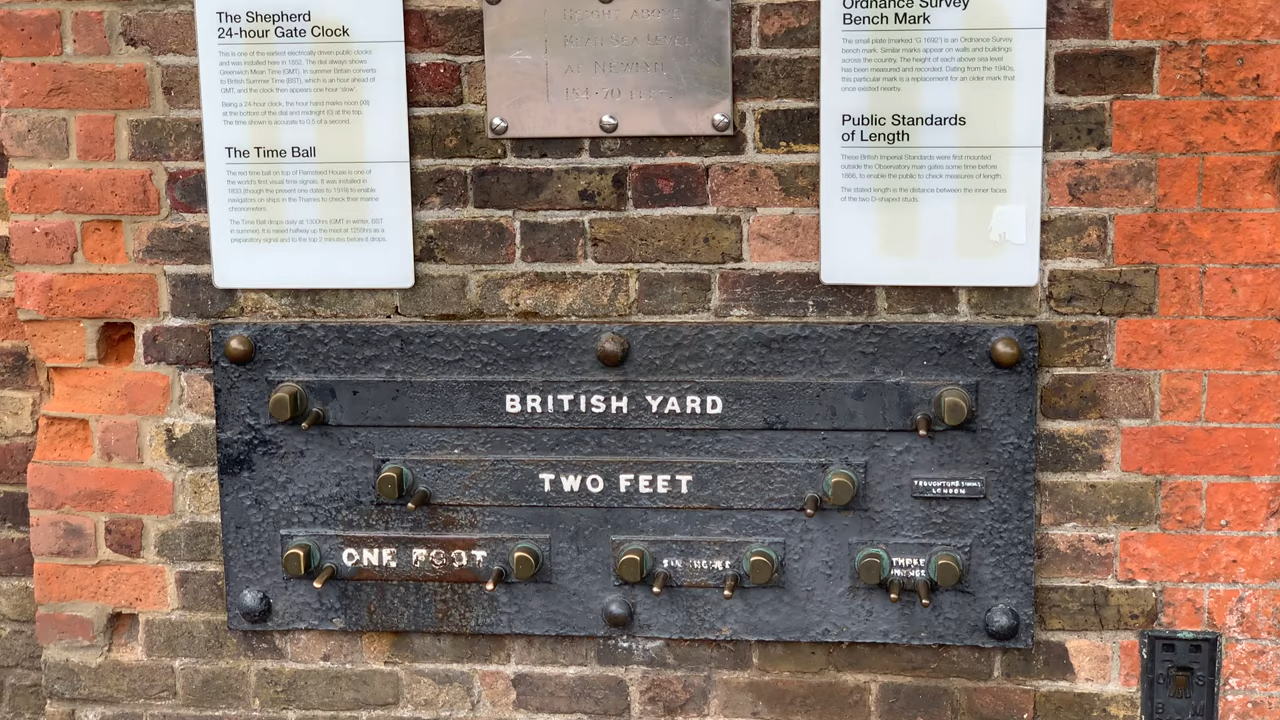 The Shepherd
24-hour Gate Clock
This is one of the earliest electrically driven public clocks
and was installed here in 1852. The dial always shows
Greenwich Mean Time (GMT). In summer Britain converts
to British Summer Time (BST), which is an hour ahead of
GMT, and the clock then appears one hour ‘slow’.
Being a 24-hour clock, the hour hand marks noon (XII)
at the bottom of the dial and midnight (0) at the top.
The time shown is accurate to 0.5 of a second.
The Time Ball
The red time ball on top of Flamsteed House is one of
the world's first visual time signals. It was installed in
1833 (though the present one dates to 1919) to enable
navigators on ships in the Thames to check their marine
chronometers.
The Time Ball drops daily at 1300hrs (GMT in winter, BST
in summer). It is raised halfway up the mast at 1255hrs as a
preparatory signal and to the top 2 minutes before it drops.
HEIGHT ABOVE
MEAN SEA LEVEL
AT NEWLYN
154·70 FEET
Ordnance Survey
Bench Mark
The small plate (marked ‘G 1692’) is an Ordnance Survey
bench mark. Similar marks appear on walls and buildings
across the country. The height of each above sea level
has been measured and recorded. Dating from the 1940s,
this particular mark is a replacement for an older mark that
once existed nearby.
Public Standards
of Length
These British Imperial Standards were first mounted
outside the Observatory main gates some time before
1866, to enable the public to check measures of length.
The stated length is the distance between the inner faces
of the two D-shaped studs.
BRITISH YARD
TWO FEET
TROUGHTON & SIMMS
LONDON
ONE FOOT
SIX INCHES
THREE
INCHES
B M